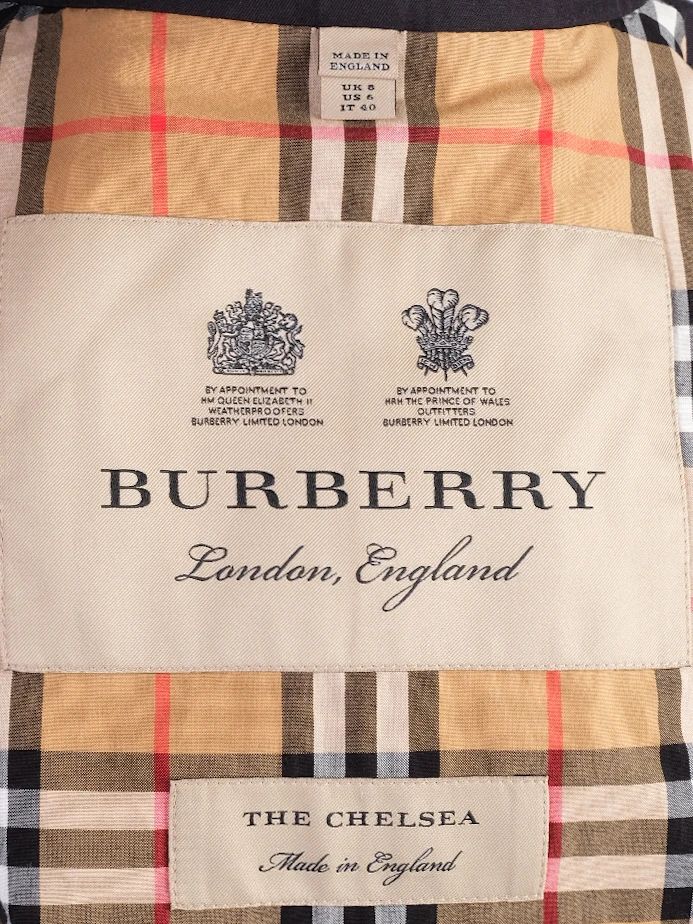 MADE IN
ENGLAND
UK 8
US 6
IT 40
BY APPOINTMENT TO
HM QUEEN ELIZABETH II
WEATHERPROOFERS
BURBERRY LIMITED LONDON
BY APPOINTMENT TO
HRH THE PRINCE OF WALES
OUTFITTERS
BURBERRY LIMITED LONDON
BURBERRY
London, England
THE CHELSEA
Made in England